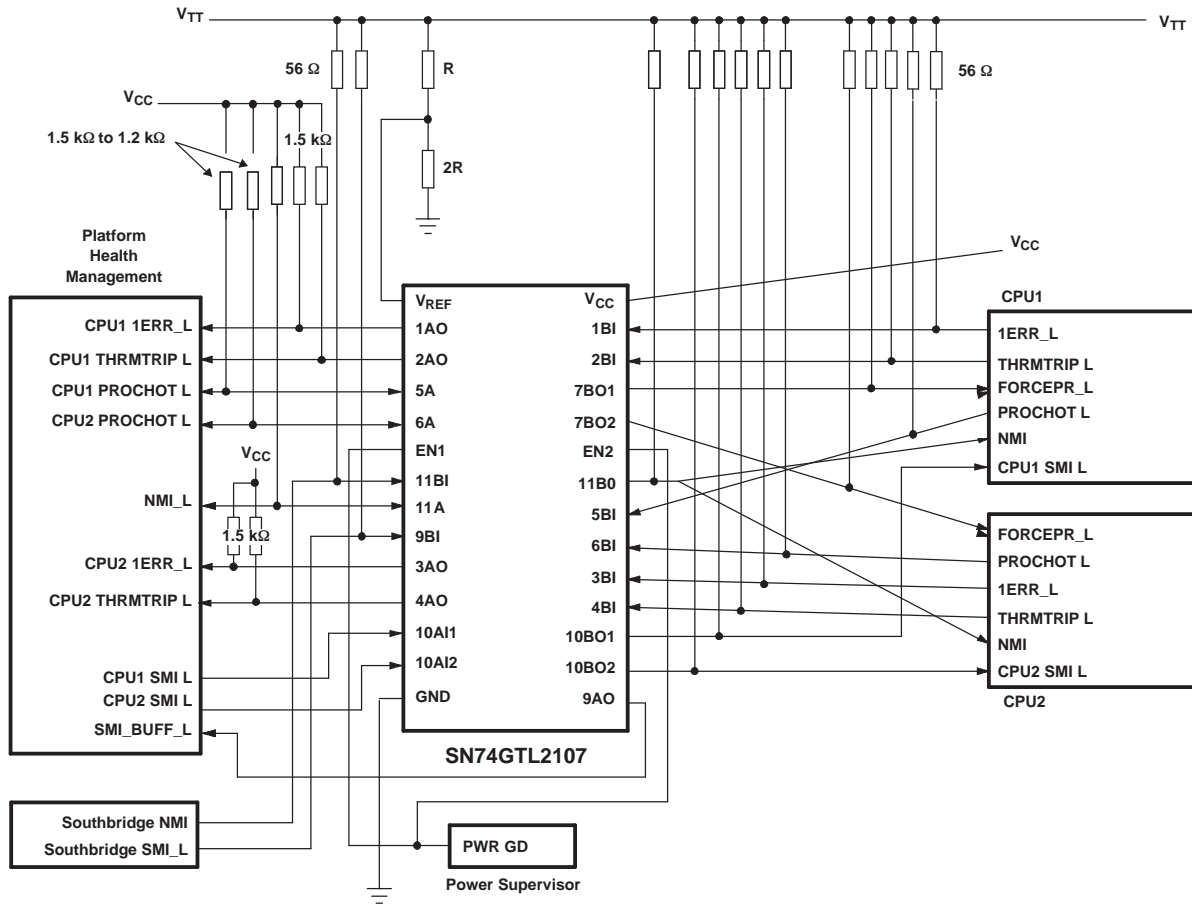 VTT
VTT
56 Ω
R
56 Ω
VCC
1.5 kΩ to 1.2 kΩ
1.5 kΩ
2R
Platform
Health
Management
CPU1 1ERR_L
CPU1 THRMTRIP L
CPU1 PROCHOT L
CPU2 PROCHOT L
VCC
NMI_L
1.5 kΩ
CPU2 1ERR_L
CPU2 THRMTRIP L
CPU1 SMI L
CPU2 SMI L
SMI_BUFF_L
VREF
1AO
2AO
5A
6A
EN1
11BI
11A
9BI
3AO
4AO
10AI1
10AI2
GND
VCC
1BI
2BI
7BO1
7BO2
EN2
11B0
5BI
6BI
3BI
4BI
10BO1
10BO2
9AO
SN74GTL2107
VCC
CPU1
1ERR_L
THRMTRIP L
FORCEPR_L
PROCHOT L
NMI
CPU1 SMI L
FORCEPR_L
PROCHOT L
1ERR_L
THRMTRIP L
NMI
CPU2 SMI L
CPU2
Southbridge NMI
Southbridge SMI_L
PWR GD
Power Supervisor